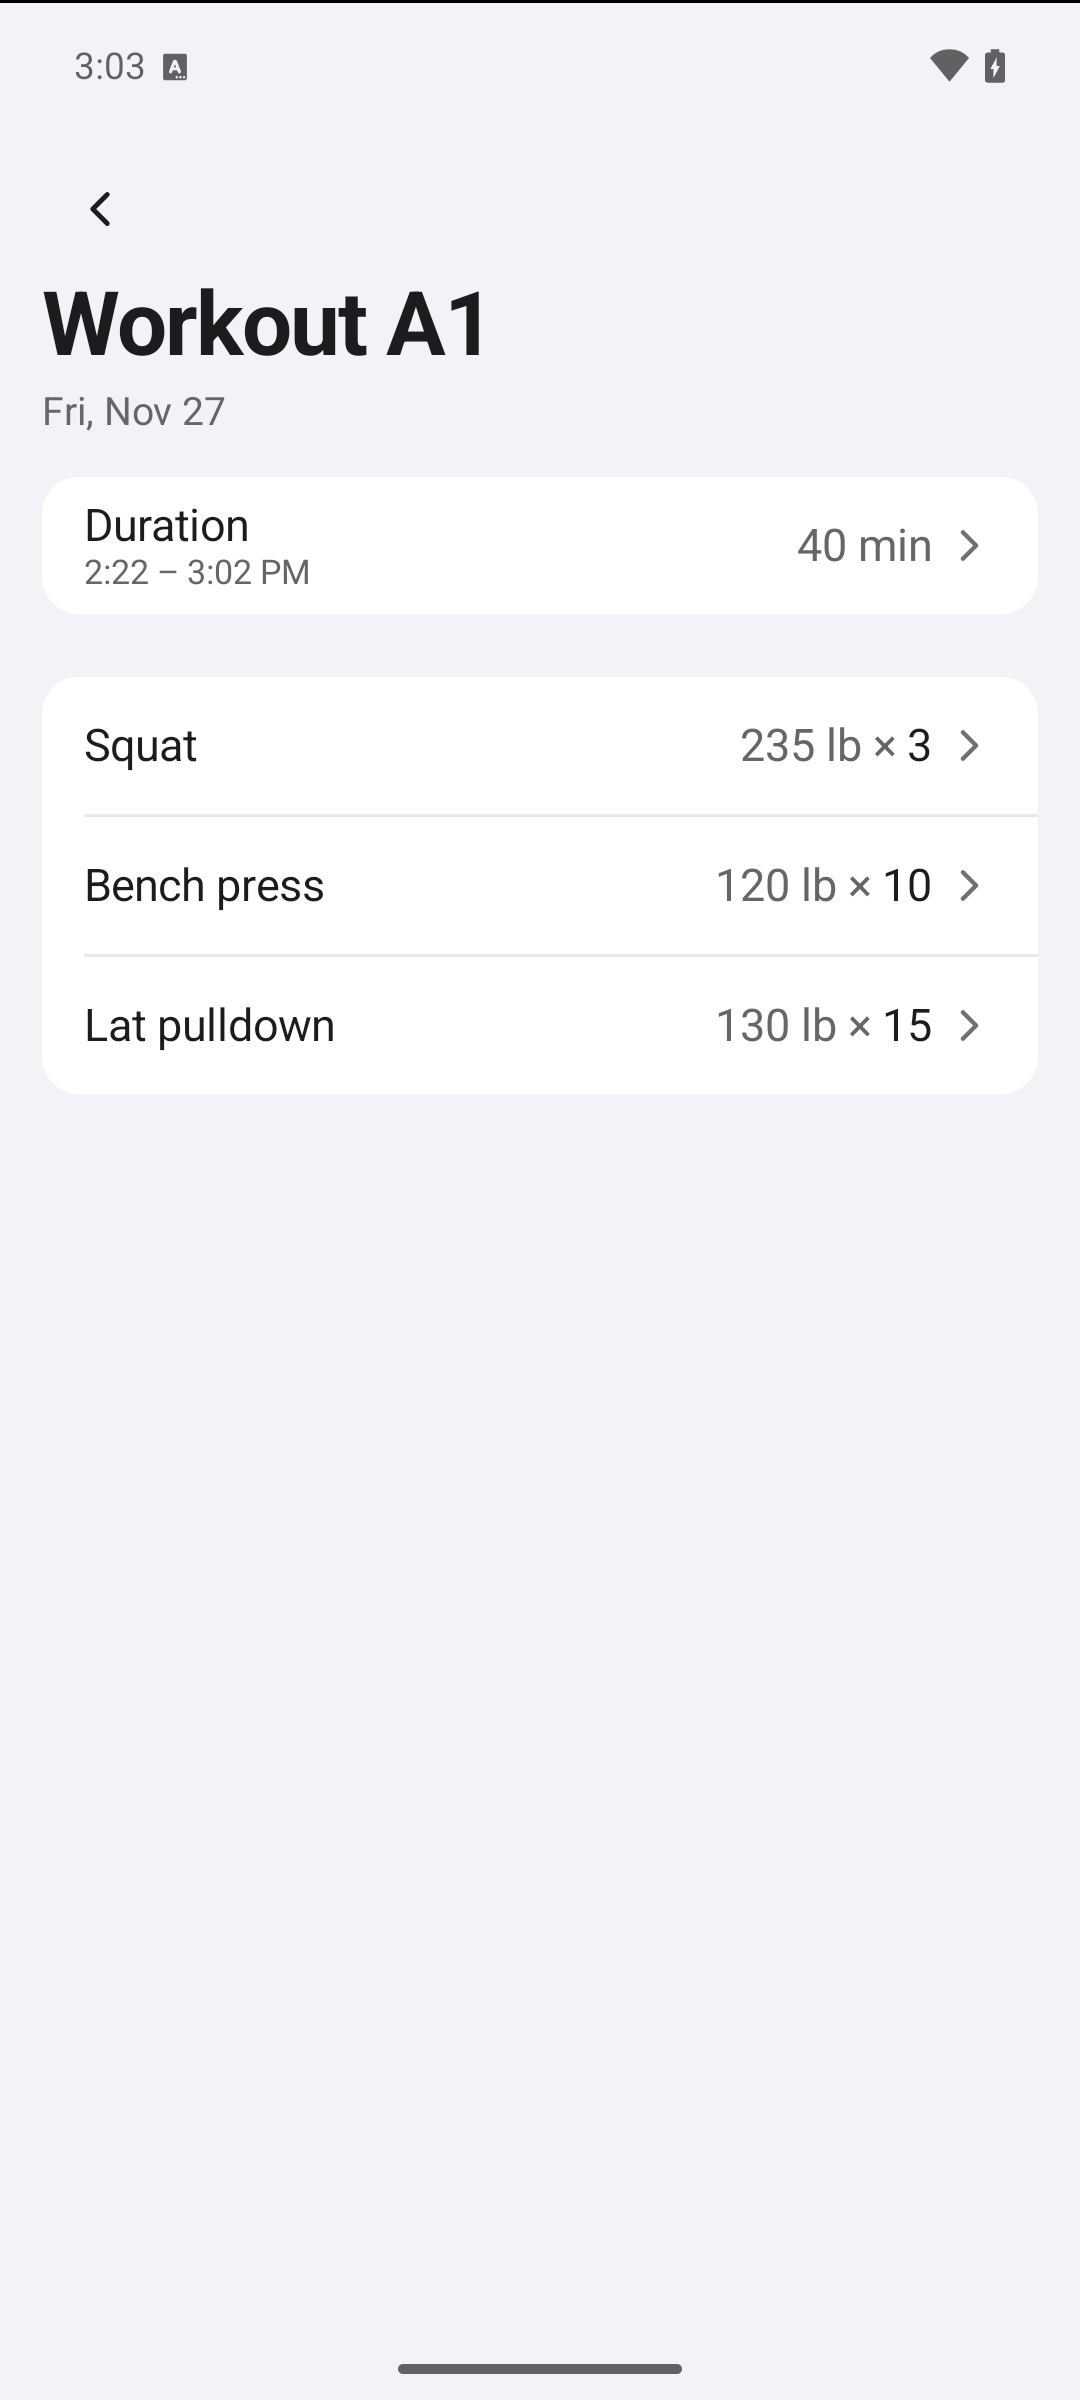 3:03
Workout A1
Fri, Nov 27
Duration
2:22 – 3:02 PM
40 min
Squat
235 lb × 3
Bench press
120 lb × 10
Lat pulldown
130 lb × 15